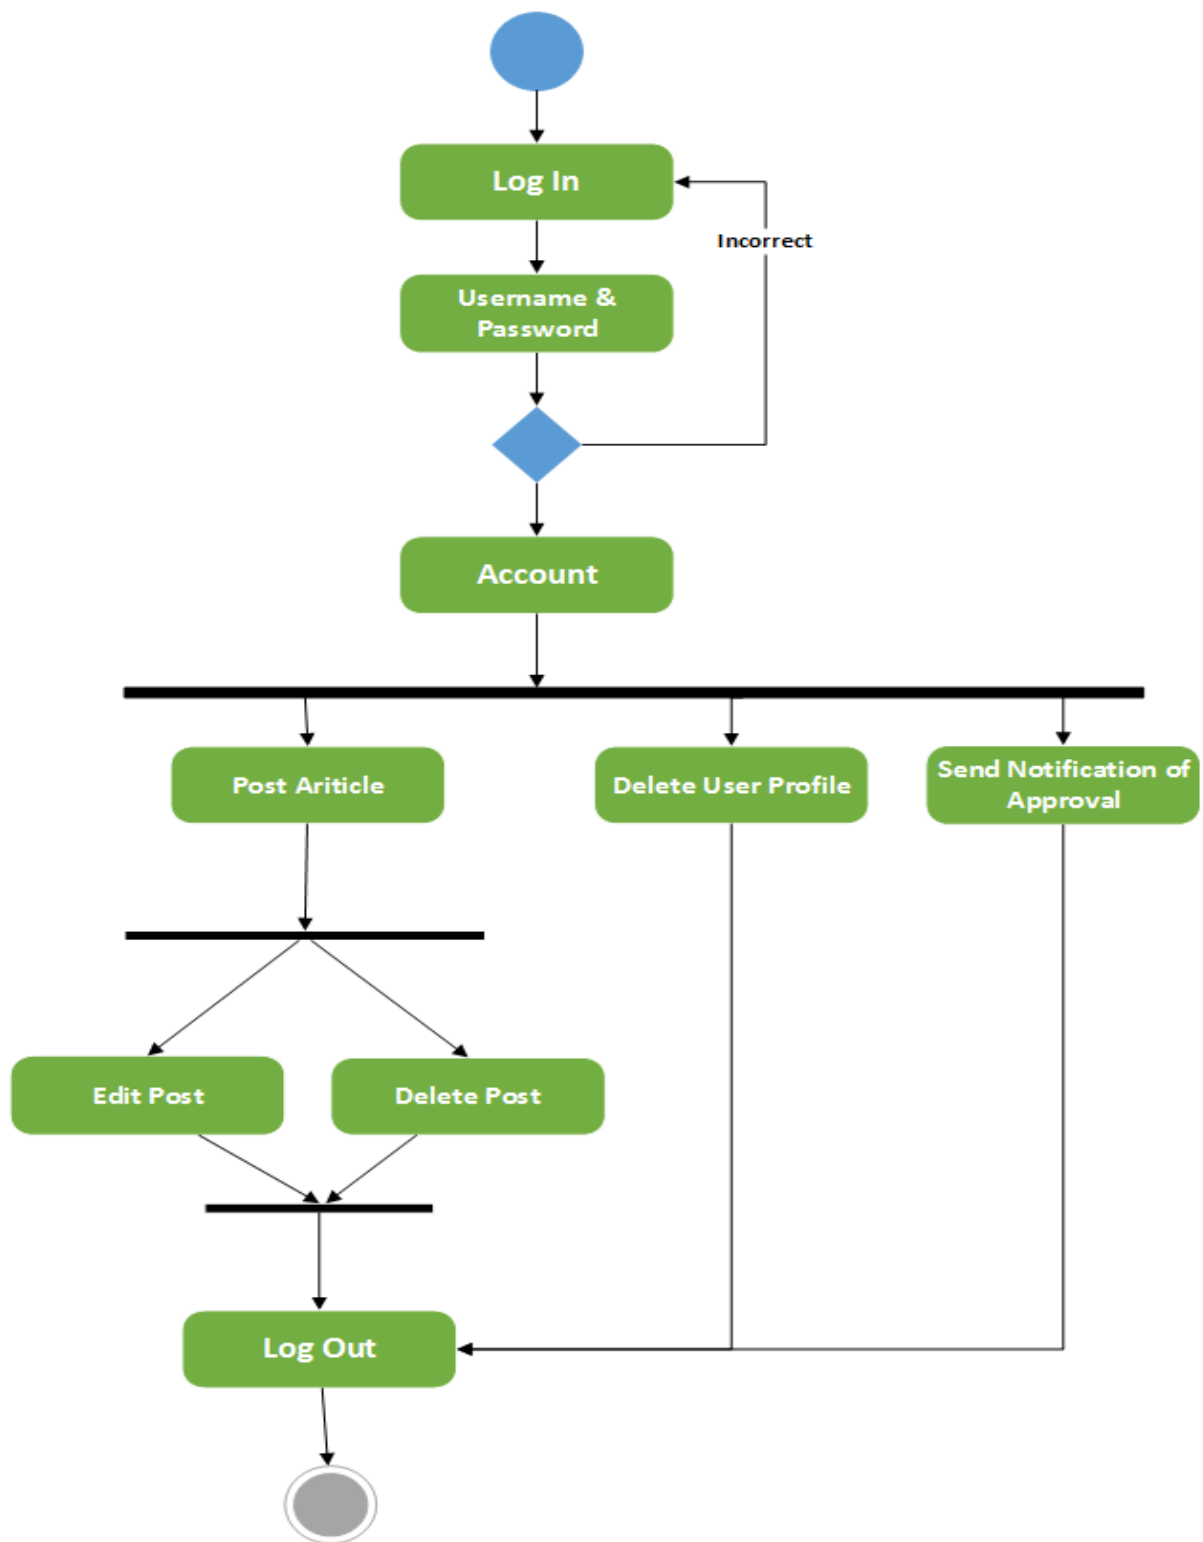 Log In
Incorrect
Username &
Password
Account
Post Ariticle
Delete User Profile
Send Notification of
Approval
Edit Post
Delete Post
Log Out